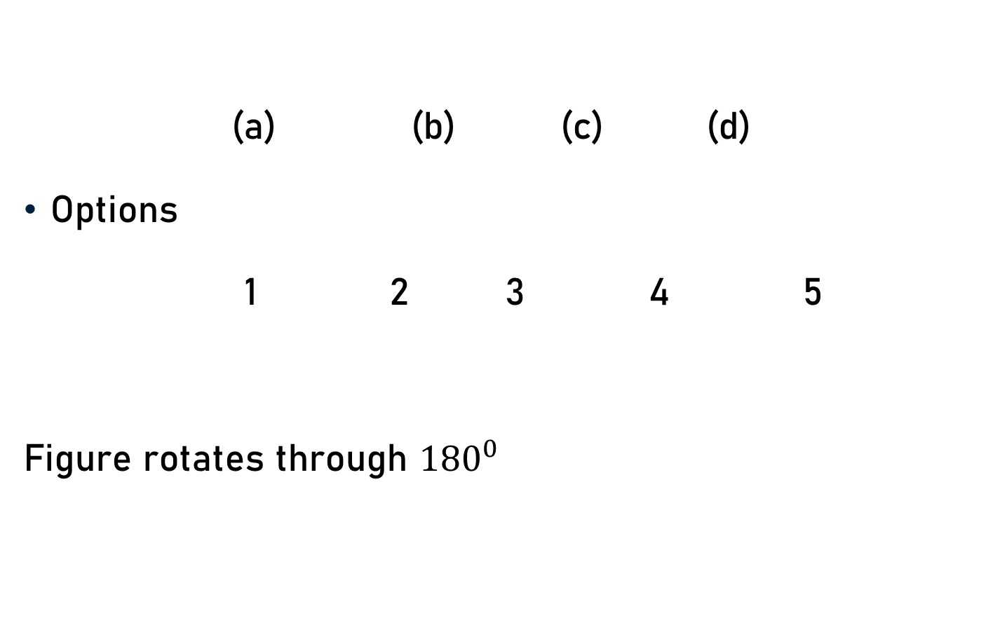 (a) (b) (c) (d)
• Options
1 2 3 4 5
Figure rotates through 180⁰